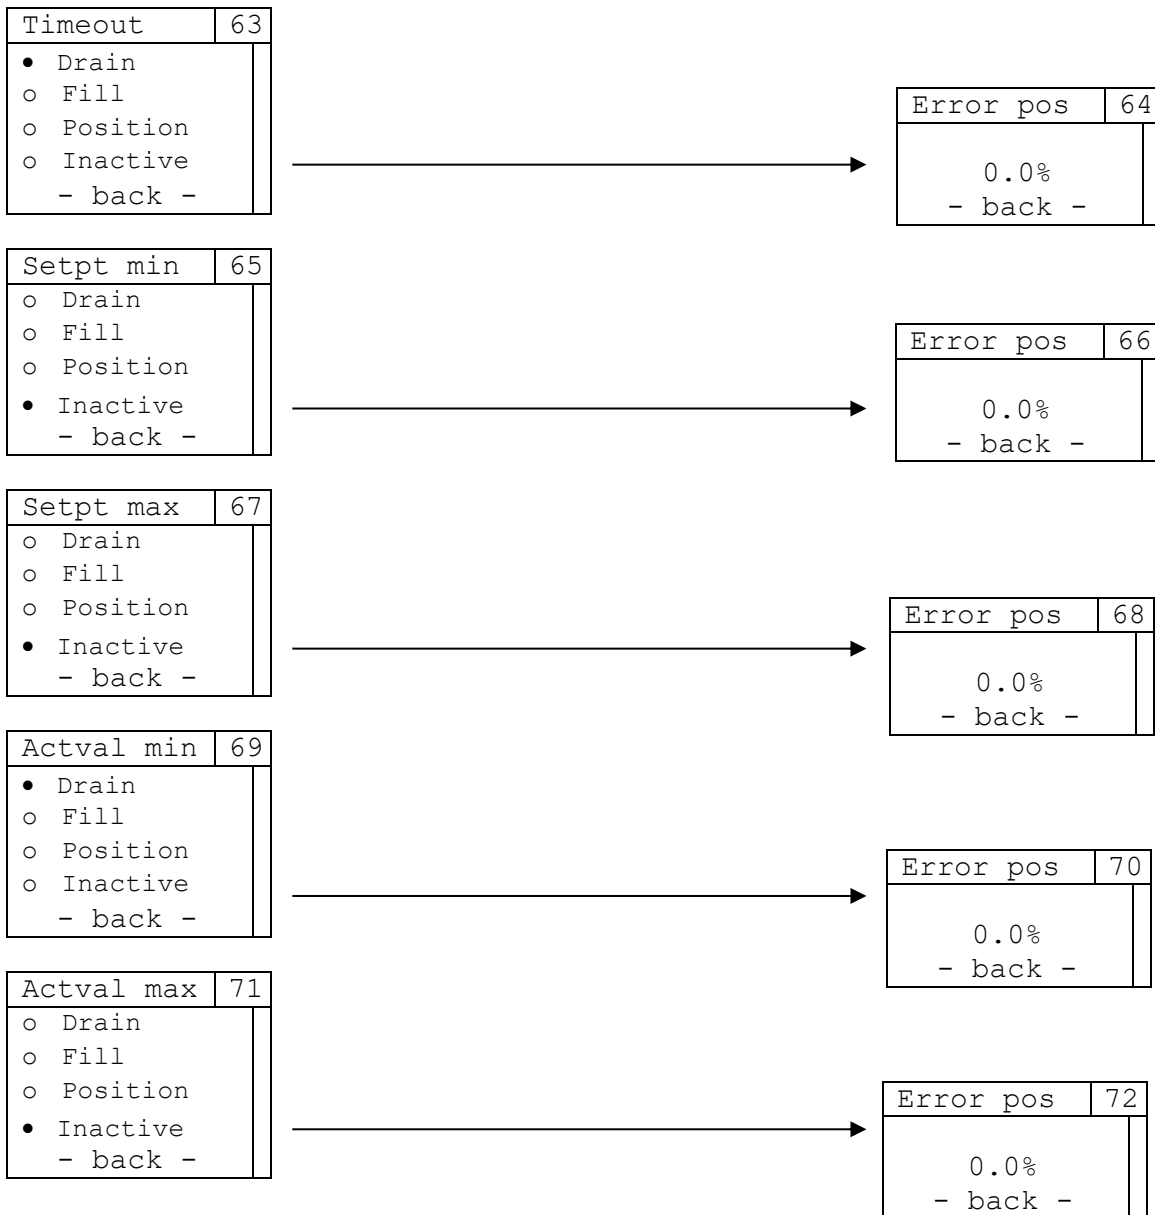 Timeout 63
• Drain
o Fill
o Position
o Inactive
- back -
Error pos 64
0.0%
- back -
Setpt min 65
o Drain
o Fill
o Position
• Inactive
- back -
Error pos 66
0.0%
- back -
Setpt max 67
o Drain
o Fill
o Position
• Inactive
- back -
Error pos 68
0.0%
- back -
Actval min 69
• Drain
o Fill
o Position
o Inactive
- back -
Error pos 70
0.0%
- back -
Actval max 71
o Drain
o Fill
o Position
• Inactive
- back -
Error pos 72
0.0%
- back -